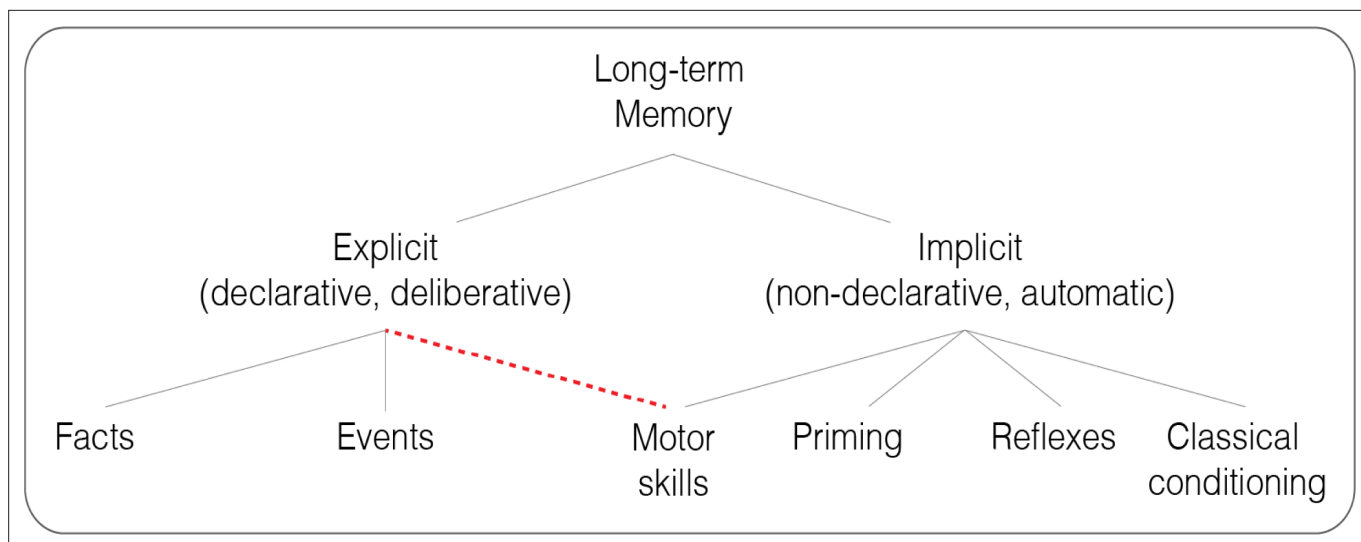 Long-term
Memory
Explicit
(declarative, deliberative)
Implicit
(non-declarative, automatic)
Facts
Events
Motor
skills
Priming
Reflexes
Classical
conditioning